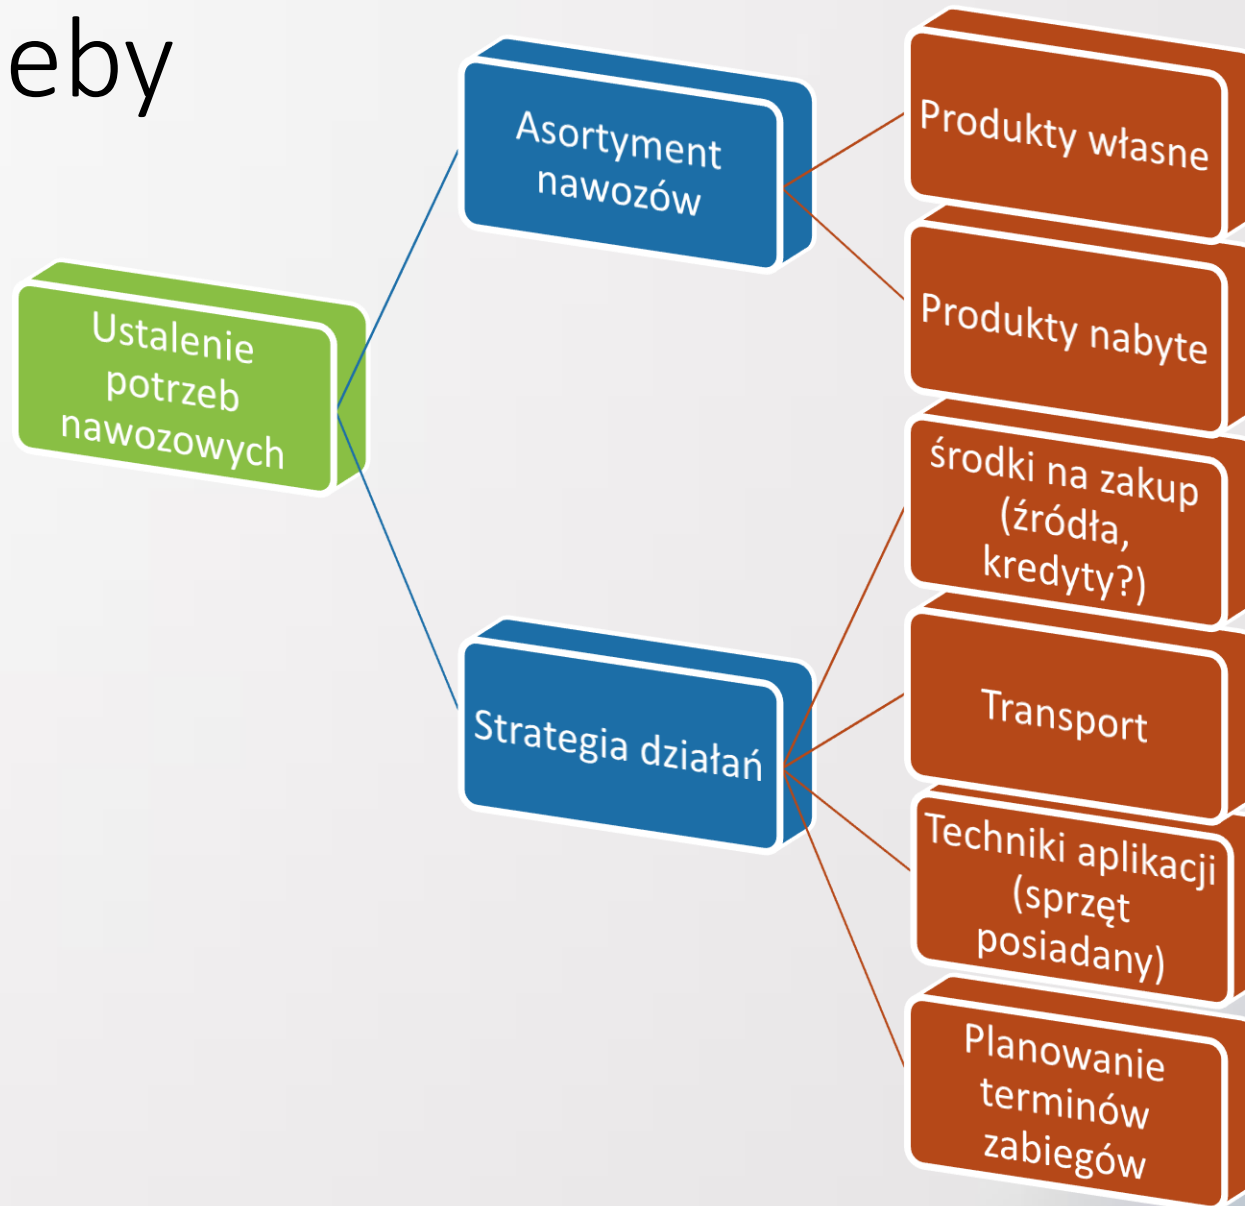 eby
Ustalenie
potrzeb
nawozowych
Asortyment
nawozów
Strategia działań
Produkty własne
Produkty nabyte
środki na zakup
(źródła,
kredyty?)
Transport
Techniki aplikacji
(sprzęt
posiadany)
Planowanie
terminów
zabiegów